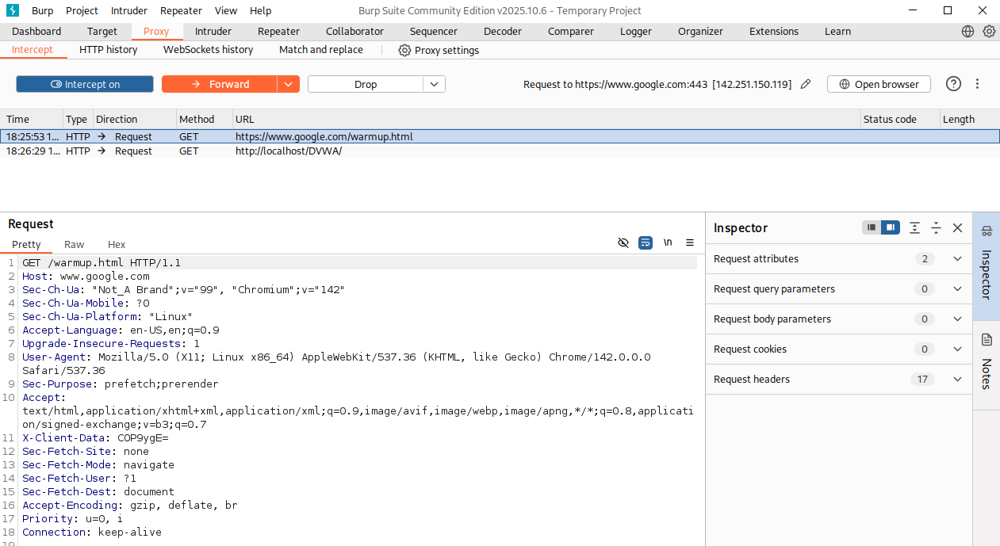 Burp Project Intruder Repeater View Help Burp Suite Community Edition v2025.10.6 - Temporary Project
Dashboard Target Proxy Intruder Repeater Collaborator Sequencer Decoder Comparer Logger Organizer Extensions Learn
Intercept HTTP history WebSockets history Match and replace Proxy settings
Intercept on Forward Drop Request to https://www.google.com:443 [142.251.150.119] Open browser
Time Type Direction Method URL Status code Length
18:25:53 1... HTTP → Request GET https://www.google.com/warmup.html
18:26:29 1... HTTP → Request GET http://localhost/DVWA/
Request
Pretty Raw Hex \n
1 GET /warmup.html HTTP/1.1
2 Host: www.google.com
3 Sec-Ch-Ua: "Not_A Brand";v="99", "Chromium";v="142"
4 Sec-Ch-Ua-Mobile: ?0
5 Sec-Ch-Ua-Platform: "Linux"
6 Accept-Language: en-US,en;q=0.9
7 Upgrade-Insecure-Requests: 1
8 User-Agent: Mozilla/5.0 (X11; Linux x86_64) AppleWebKit/537.36 (KHTML, like Gecko) Chrome/142.0.0.0
Safari/537.36
9 Sec-Purpose: prefetch;prerender
10 Accept:
text/html,application/xhtml+xml,application/xml;q=0.9,image/avif,image/webp,image/apng,*/*;q=0.8,applicati
on/signed-exchange;v=b3;q=0.7
11 X-Client-Data: COP9ygE=
12 Sec-Fetch-Site: none
13 Sec-Fetch-Mode: navigate
14 Sec-Fetch-User: ?1
15 Sec-Fetch-Dest: document
16 Accept-Encoding: gzip, deflate, br
17 Priority: u=0, i
18 Connection: keep-alive
19
Inspector
Request attributes 2
Request query parameters 0
Request body parameters 0
Request cookies 0
Request headers 17
Inspector
Notes